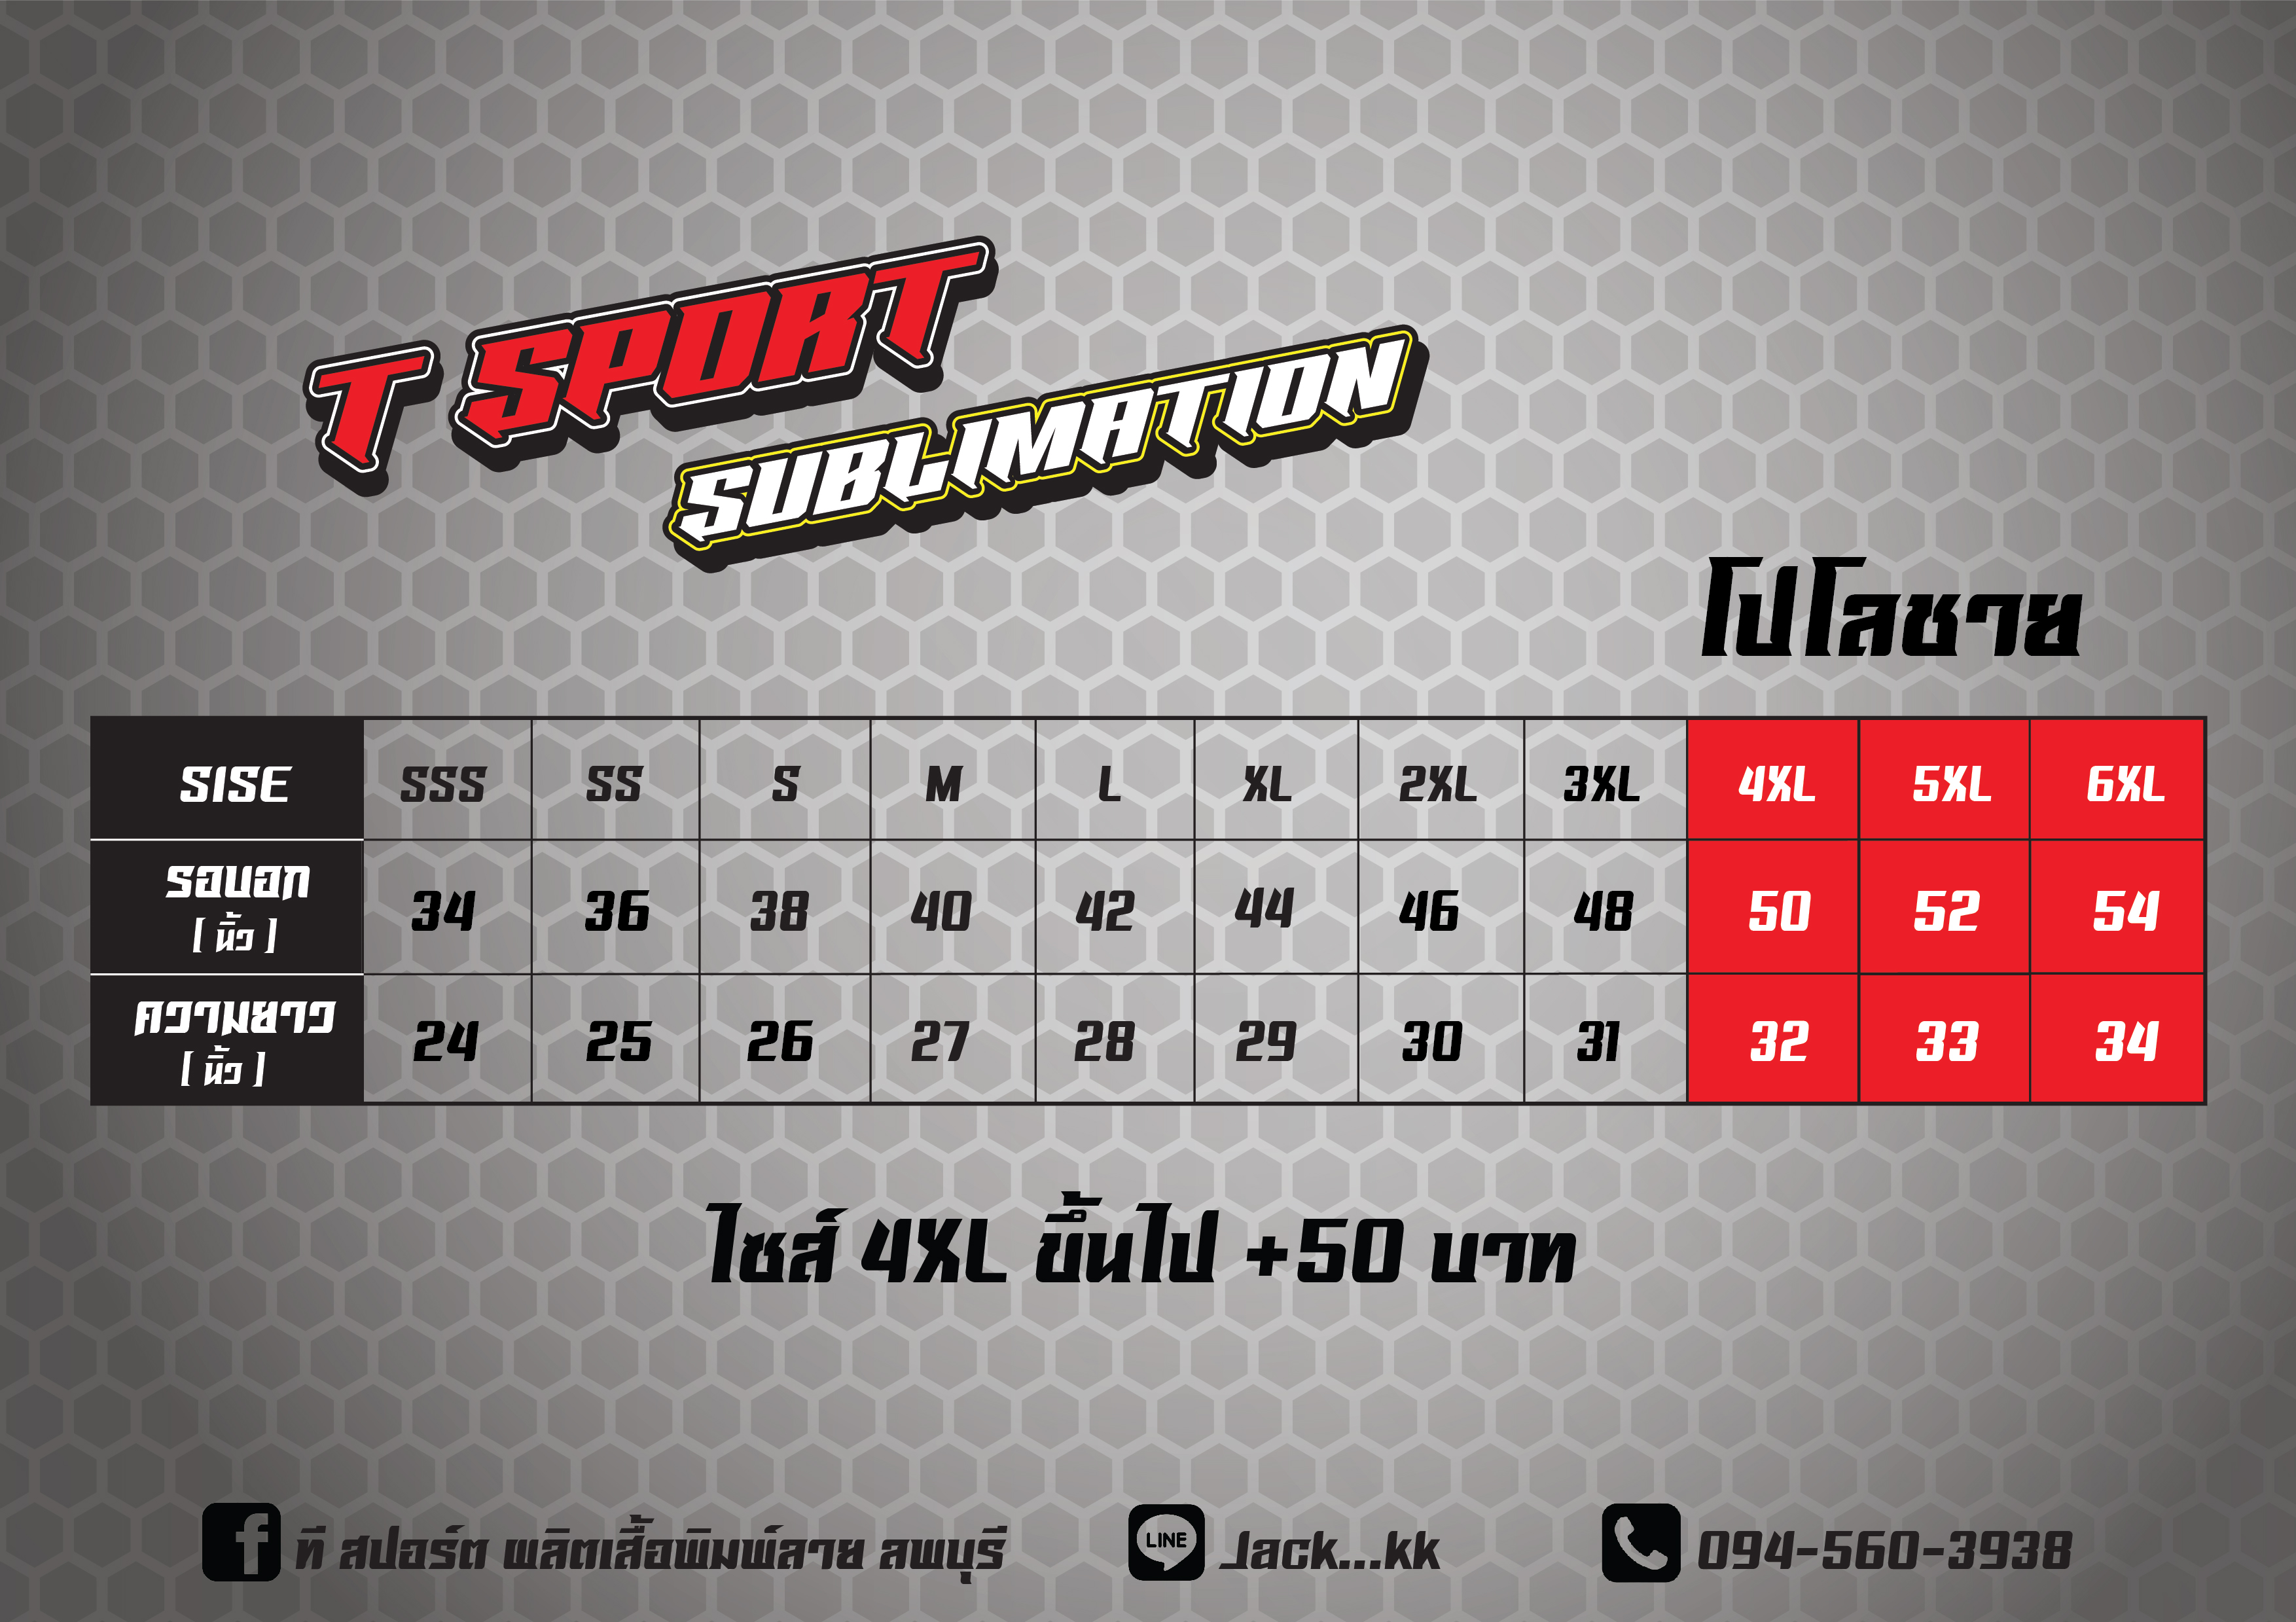 T SPORT
SUBLIMATION
โปโลชาย
SISE SSS SS S M L XL 2XL 3XL 4XL 5XL 6XL
รอบอก
( นิ้ว )
34 36 38 40 42 44 46 48 50 52 54
ความยาว
( นิ้ว )
24 25 26 27 28 29 30 31 32 33 34
ไซส์ 4XL ขึ้นไป +50 บาท
f ที สปอร์ต ผลิตเสื้อพิมพ์ลาย ลพบุรี
LINE Jack...kk
094-560-3938